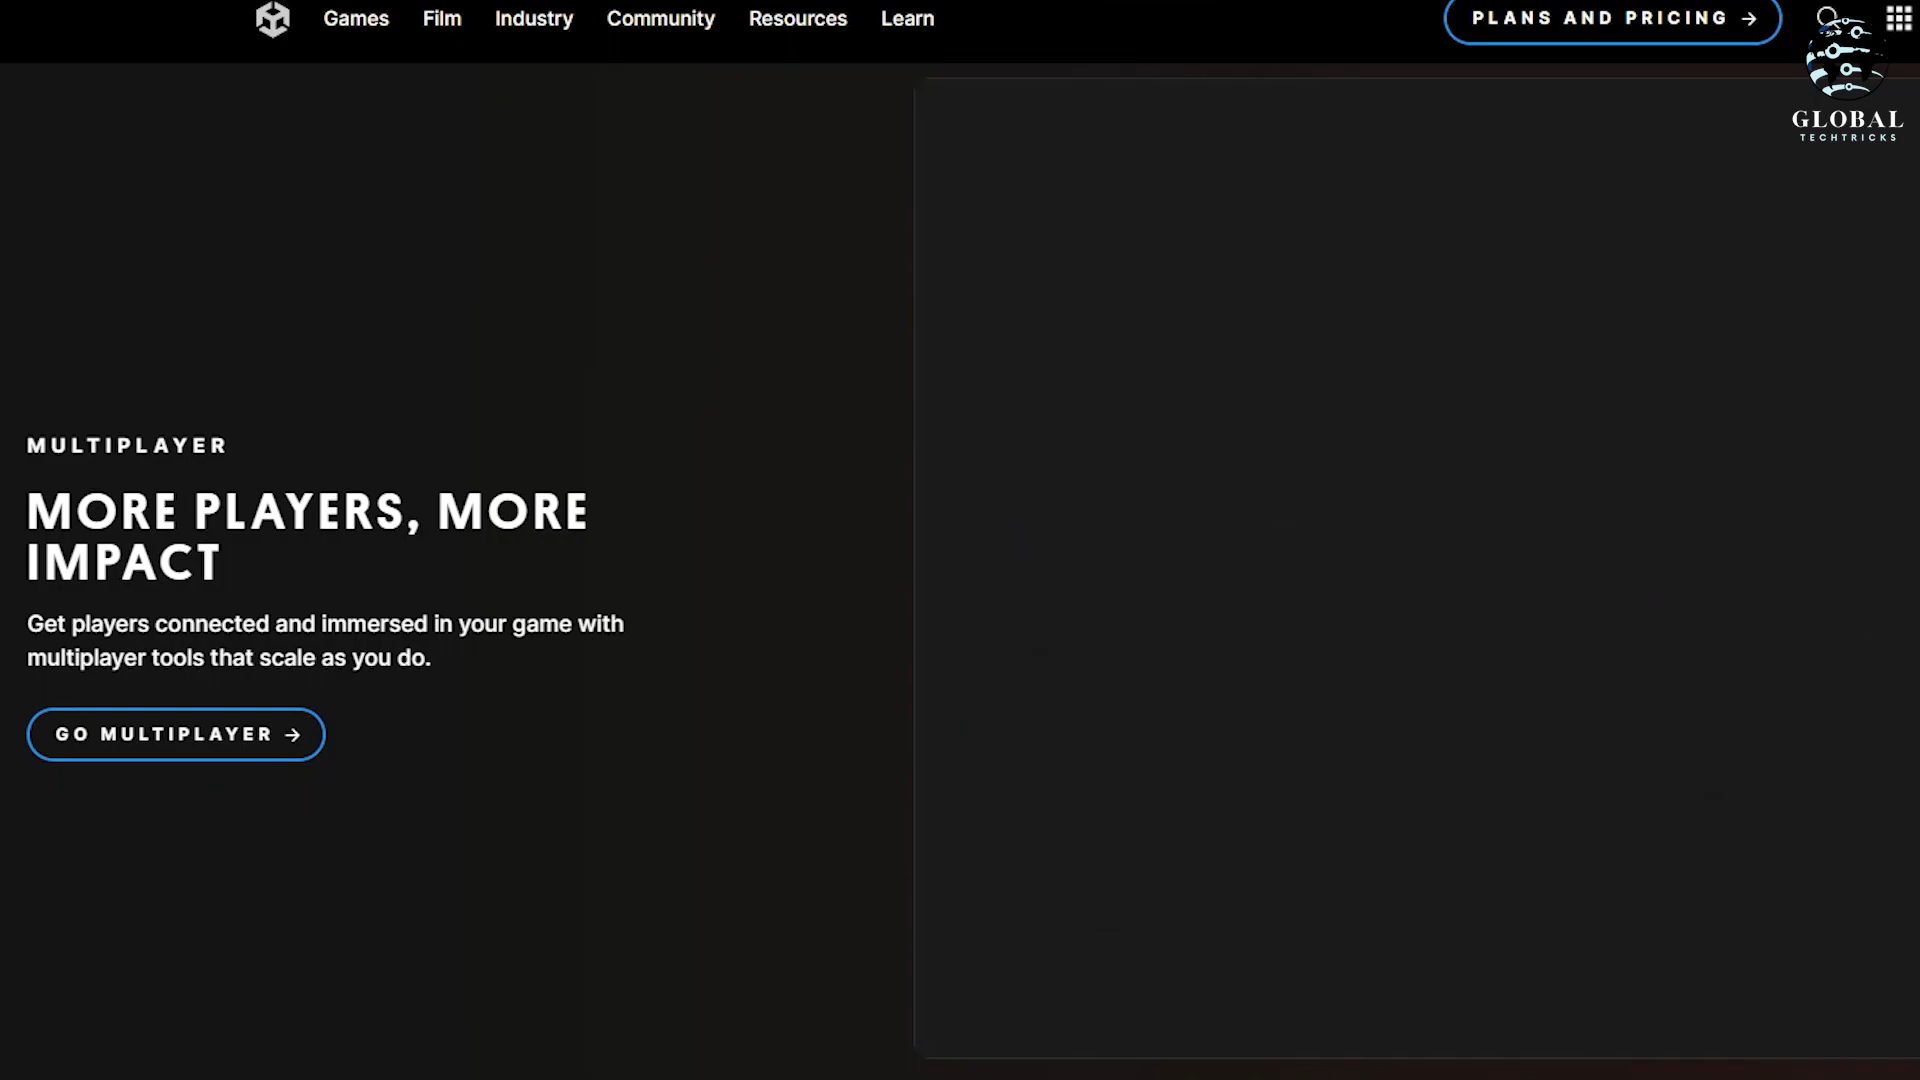 Games Film Industry Community Resources Learn PLANS AND PRICING →
GLOBAL
TECHTRICKS
MULTIPLAYER
MORE PLAYERS, MORE
IMPACT
Get players connected and immersed in your game with
multiplayer tools that scale as you do.
GO MULTIPLAYER →